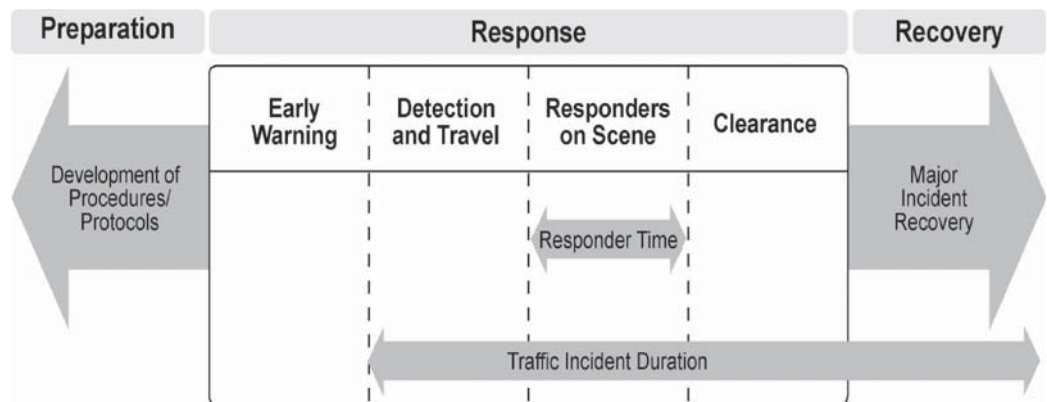 Preparation
Response
Recovery
Early
Warning
Detection
and Travel
Responders
on Scene
Clearance
Development of
Procedures/
Protocols
Major
Incident
Recovery
Responder Time
Traffic Incident Duration